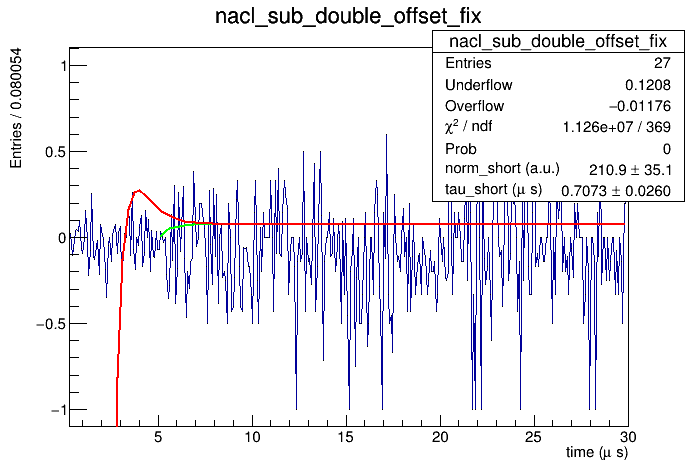 nacl_sub_double_offset_fix
nacl_sub_double_offset_fix
Entries 27
Underflow 0.1208
Overflow −0.01176
χ² / ndf 1.126e+07 / 369
Prob 0
norm_short (a.u.) 210.9 ± 35.1
tau_short (μ s) 0.7073 ± 0.0260
Entries / 0.080054
1
0.5
0
−0.5
−1
5 10 15 20 25 30
time (μ s)